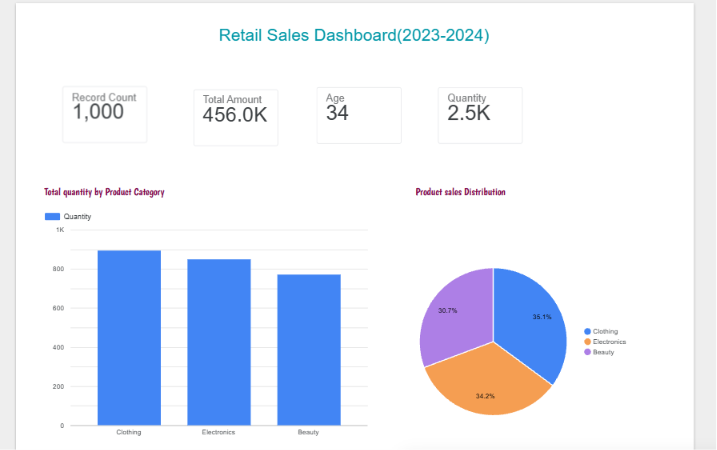 Retail Sales Dashboard(2023-2024)
Record Count
1,000
Total Amount
456.0K
Age
34
Quantity
2.5K
Total quantity by Product Category
Quantity
1K
800
600
400
200
0
Clothing
Electronics
Beauty
Product sales Distribution
30.7%
35.1%
34.2%
Clothing
Electronics
Beauty